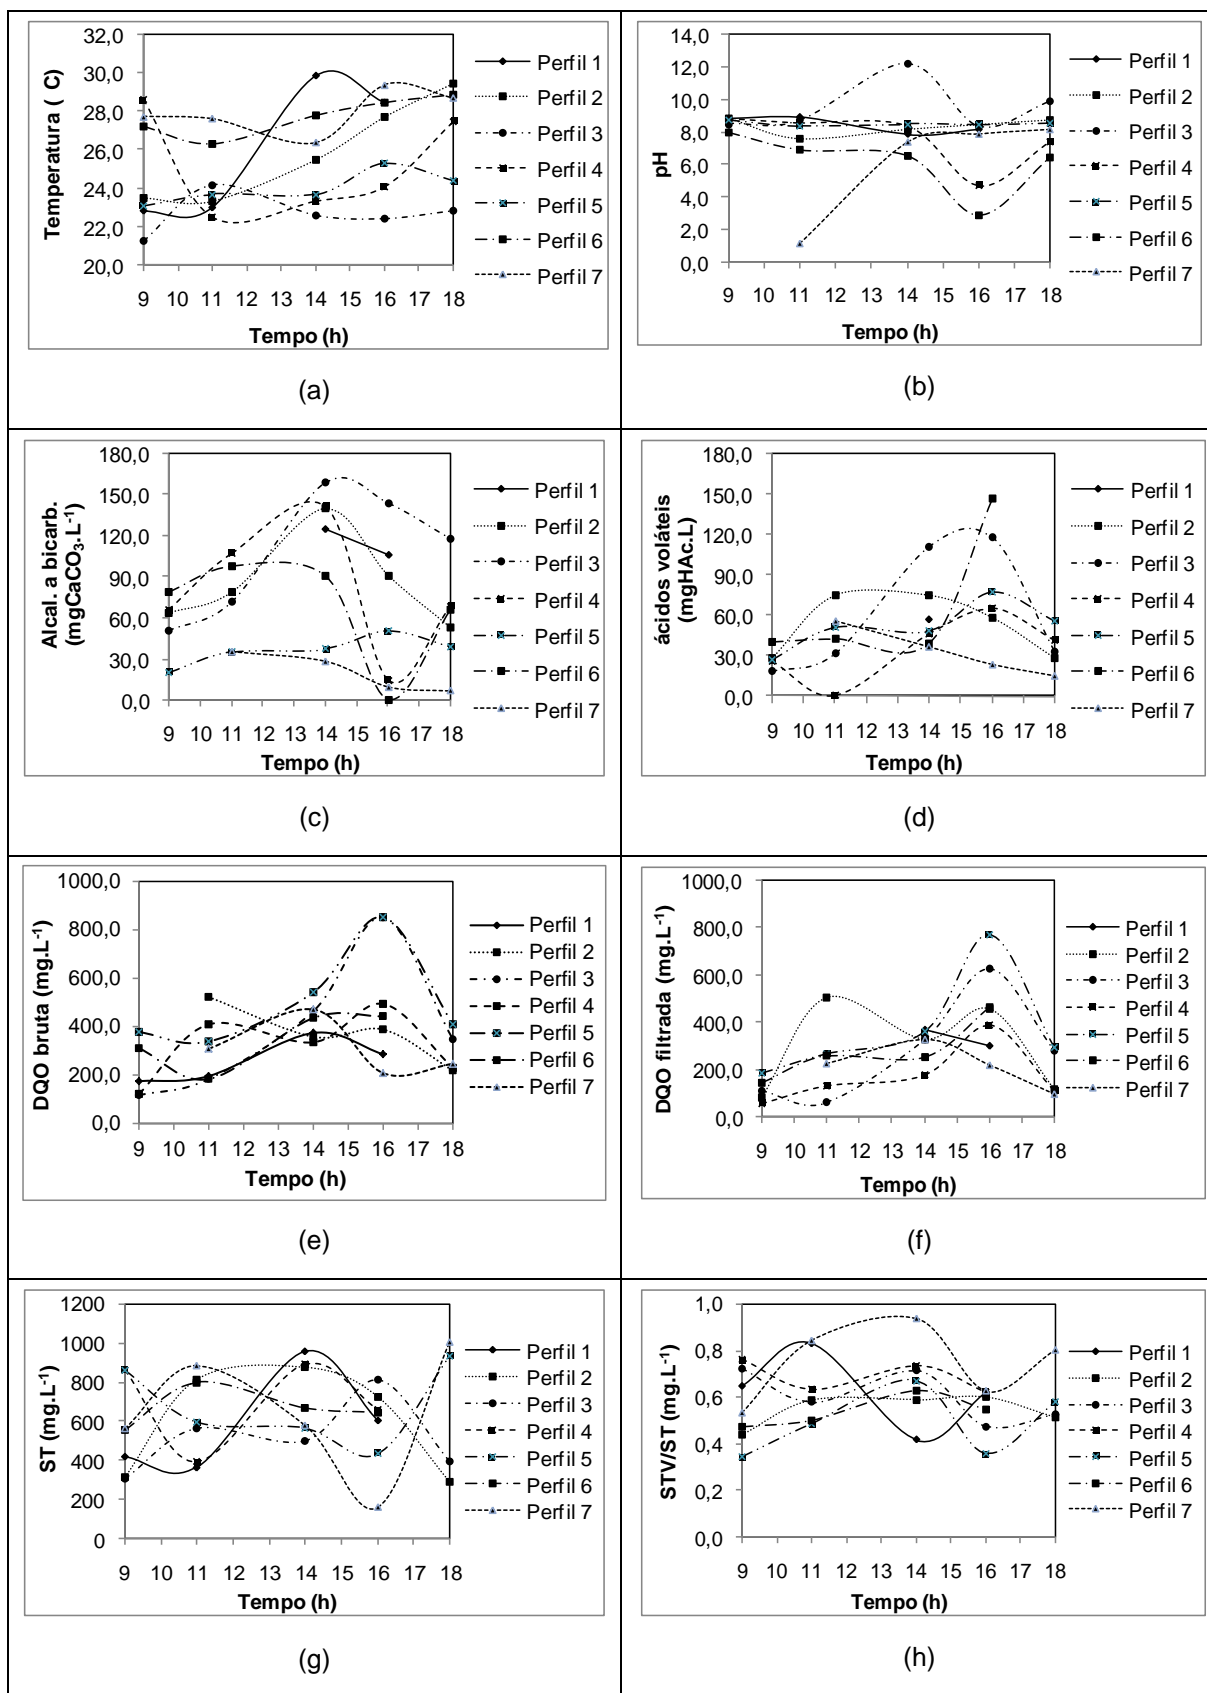 32,0
30,0
28,0
26,0
24,0
22,0
20,0
Temperatura ( C)
9 10 11 12 13 14 15 16 17 18
Tempo (h)
Perfil 1
Perfil 2
Perfil 3
Perfil 4
Perfil 5
Perfil 6
Perfil 7
(a)
14,0
12,0
10,0
8,0
6,0
4,0
2,0
0,0
pH
9 10 11 12 13 14 15 16 17 18
Tempo (h)
Perfil 1
Perfil 2
Perfil 3
Perfil 4
Perfil 5
Perfil 6
Perfil 7
(b)
180,0
150,0
120,0
90,0
60,0
30,0
0,0
Alcal. a bicarb.
(mgCaCO₃.L⁻¹)
9 10 11 12 13 14 15 16 17 18
Tempo (h)
Perfil 1
Perfil 2
Perfil 3
Perfil 4
Perfil 5
Perfil 6
Perfil 7
(c)
180,0
150,0
120,0
90,0
60,0
30,0
0,0
ácidos voláteis
(mgHAc.L)
9 10 11 12 13 14 15 16 17 18
Tempo (h)
Perfil 1
Perfil 2
Perfil 3
Perfil 4
Perfil 5
Perfil 6
Perfil 7
(d)
1000,0
800,0
600,0
400,0
200,0
0,0
DQO bruta (mg.L⁻¹)
9 10 11 12 13 14 15 16 17 18
Tempo (h)
Perfil 1
Perfil 2
Perfil 3
Perfil 4
Perfil 5
Perfil 6
Perfil 7
(e)
1000,0
800,0
600,0
400,0
200,0
0,0
DQO filtrada (mg.L⁻¹)
9 10 11 12 13 14 15 16 17 18
Tempo (h)
Perfil 1
Perfil 2
Perfil 3
Perfil 4
Perfil 5
Perfil 6
Perfil 7
(f)
1200
1000
800
600
400
200
0
ST (mg.L⁻¹)
9 10 11 12 13 14 15 16 17 18
Tempo (h)
Perfil 1
Perfil 2
Perfil 3
Perfil 4
Perfil 5
Perfil 6
Perfil 7
(g)
1,0
0,8
0,6
0,4
0,2
0,0
STV/ST (mg.L⁻¹)
9 10 11 12 13 14 15 16 17 18
Tempo (h)
Perfil 1
Perfil 2
Perfil 3
Perfil 4
Perfil 5
Perfil 6
Perfil 7
(h)